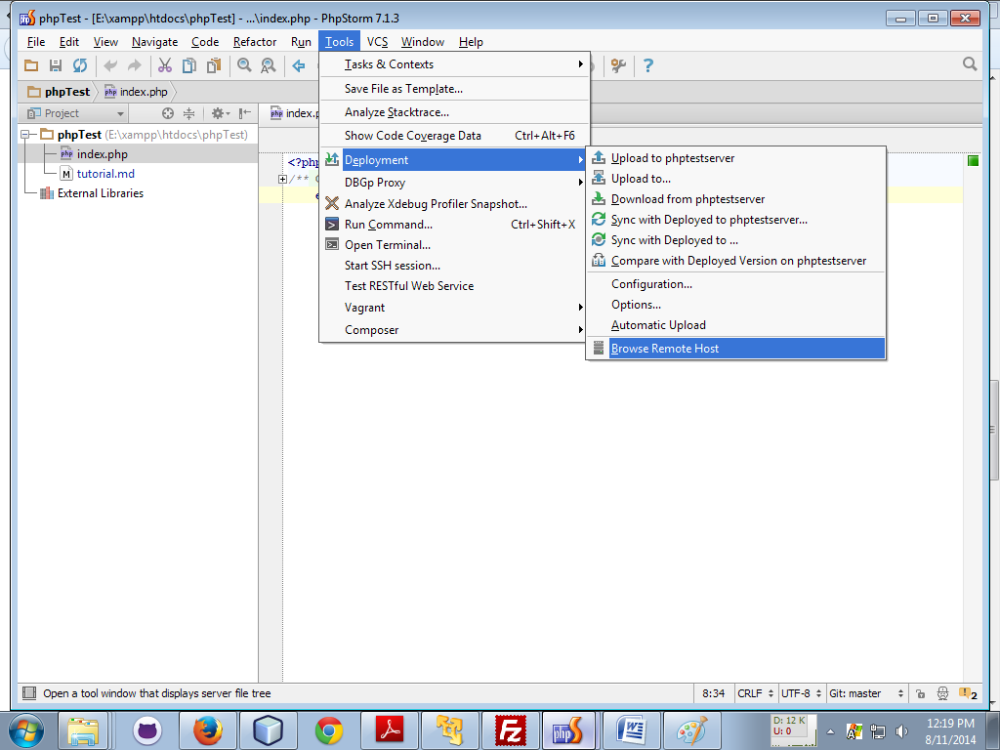 phpTest - [E:\xampp\htdocs\phpTest] - ...\index.php - PhpStorm 7.1.3
File Edit View Navigate Code Refactor Run Tools VCS Window Help
phpTest index.php
Project
index.p
phpTest (E:\xampp\htdocs\phpTest)
index.php
tutorial.md
External Libraries
<?php
/**
e
Tasks & Contexts
Save File as Template...
Analyze Stacktrace...
Show Code Coverage Data Ctrl+Alt+F6
Deployment
DBGp Proxy
Analyze Xdebug Profiler Snapshot...
Run Command... Ctrl+Shift+X
Open Terminal...
Start SSH session...
Test RESTful Web Service
Vagrant
Composer
Upload to phptestserver
Upload to...
Download from phptestserver
Sync with Deployed to phptestserver...
Sync with Deployed to ...
Compare with Deployed Version on phptestserver
Configuration...
Options...
Automatic Upload
Browse Remote Host
Open a tool window that displays server file tree 8:34 CRLF UTF-8 Git: master 2
D: 12 K
U: 0
12:19 PM
8/11/2014